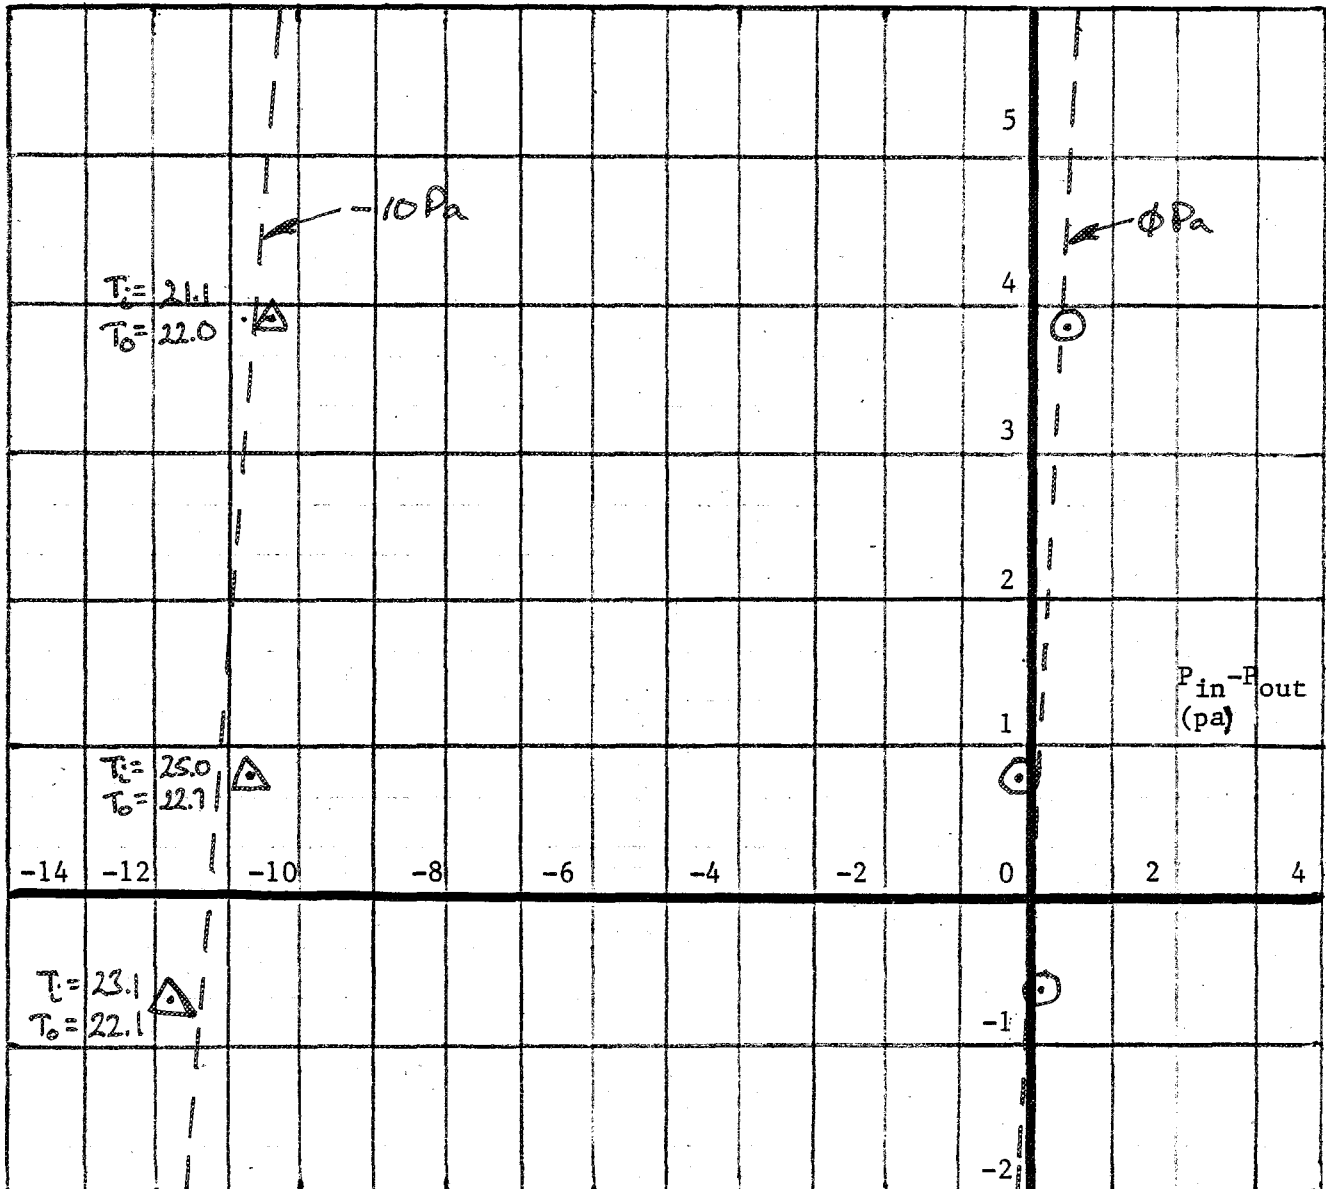 5
-10 Pa
ϕ Pa
Ti= 21.1
To= 22.0
4
3
2
Pin-Pout
(pa)
1
Ti= 25.0
To= 22.7
-14 -12 -10 -8 -6 -4 -2 0 2 4
Ti= 23.1
To= 22.1
-1
-2